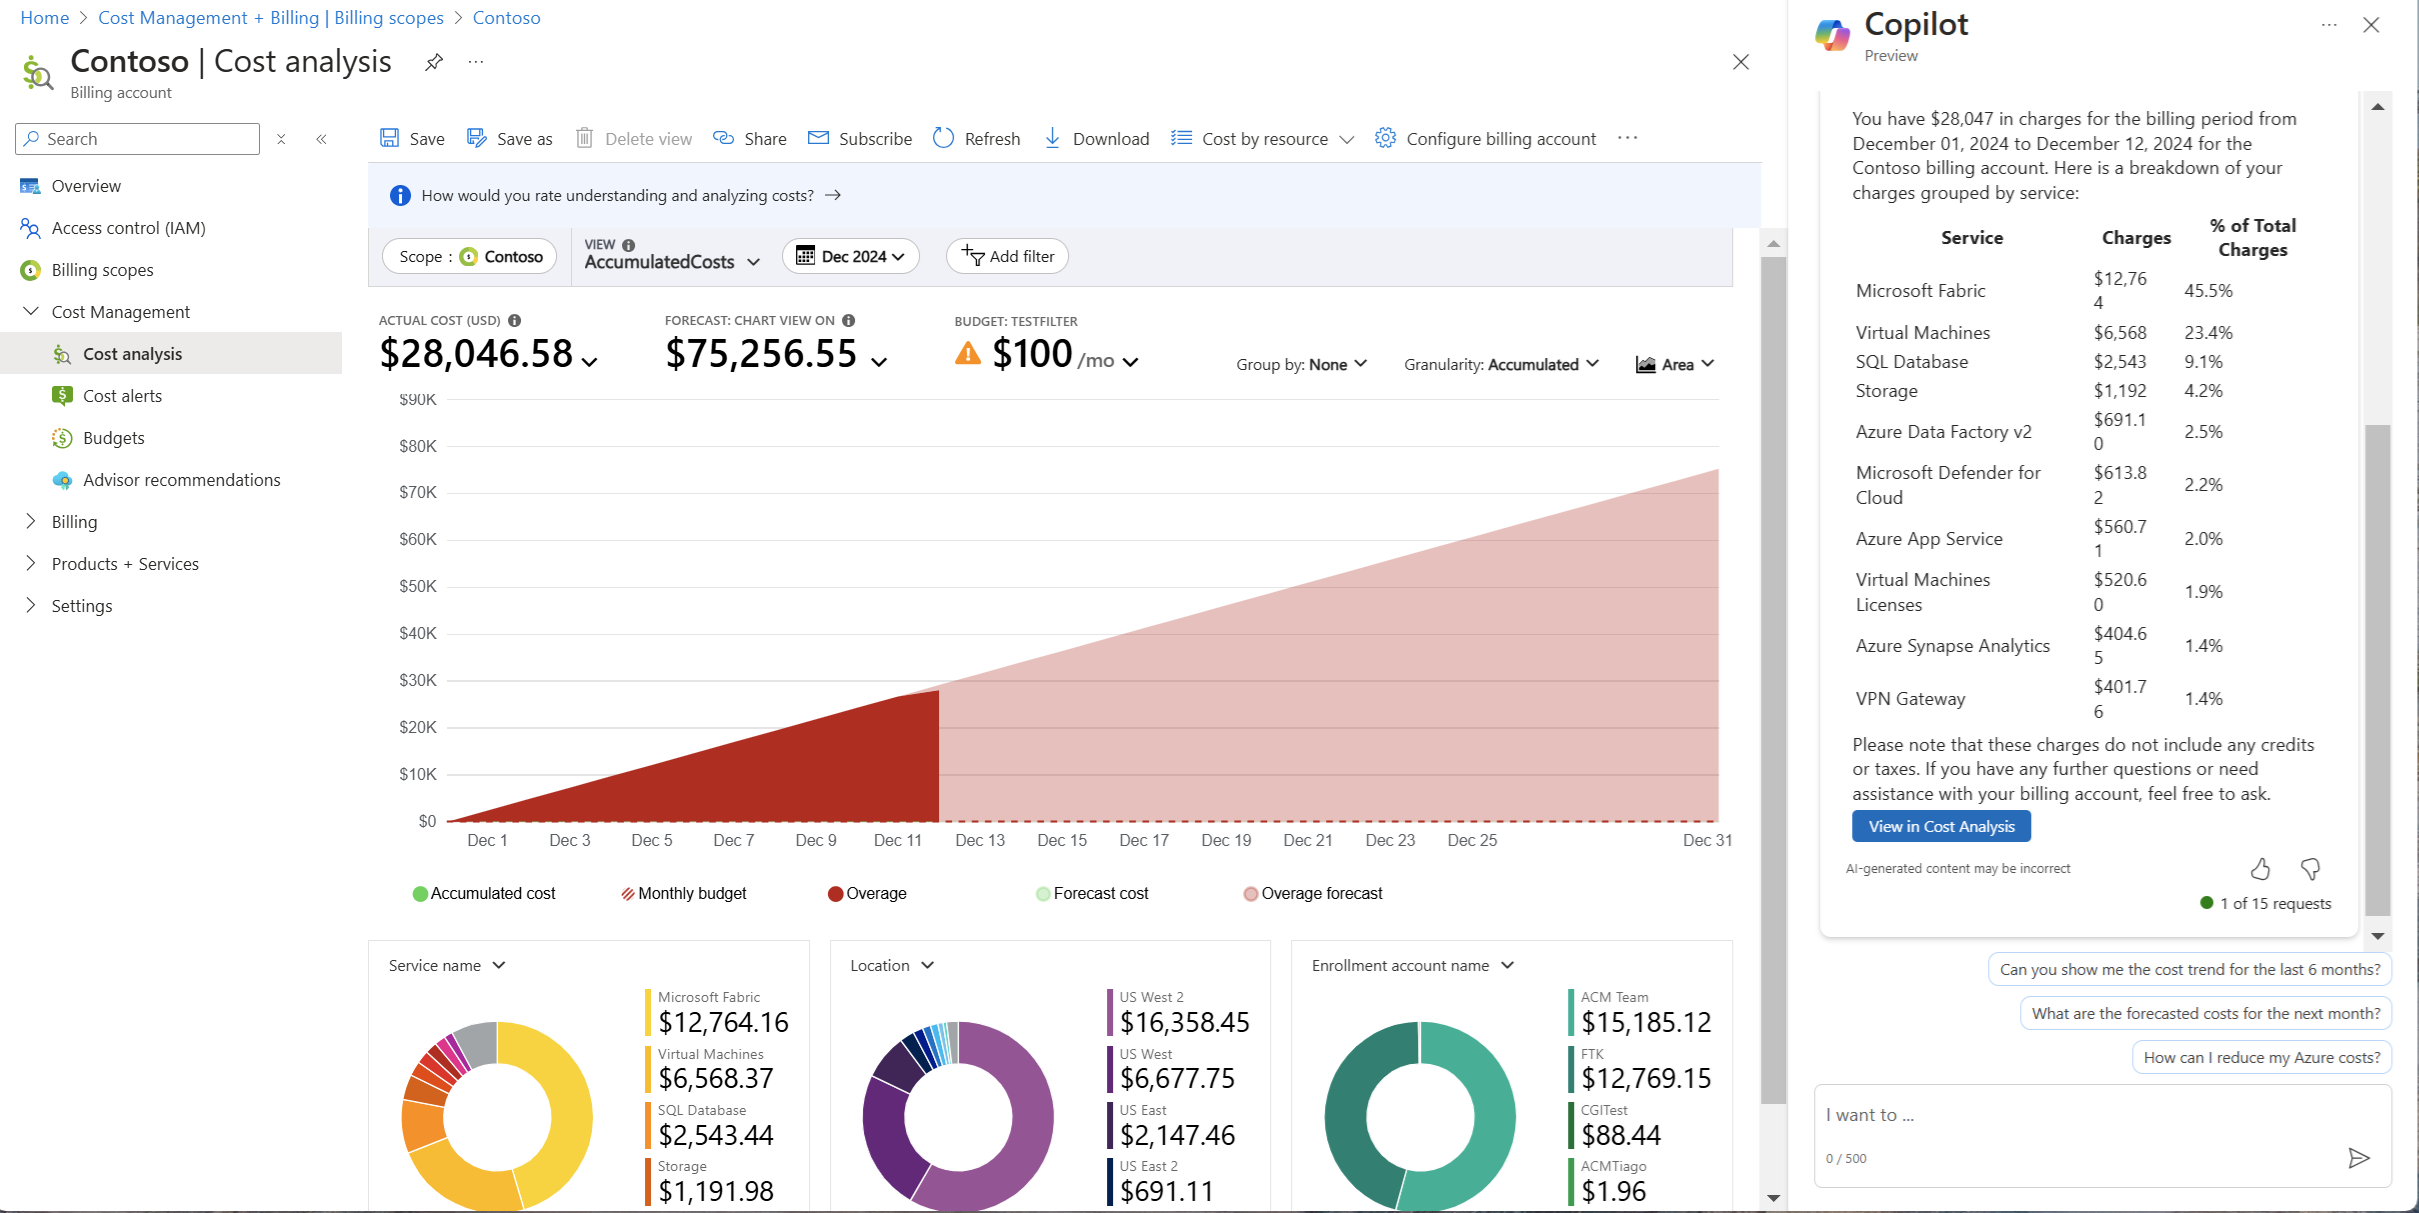 Home > Cost Management + Billing | Billing scopes > Contoso
Contoso | Cost analysis
Billing account
Search
Overview
Access control (IAM)
Billing scopes
Cost Management
Cost analysis
Cost alerts
Budgets
Advisor recommendations
Billing
Products + Services
Settings
Save
Save as
Delete view
Share
Subscribe
Refresh
Download
Cost by resource
Configure billing account
How would you rate understanding and analyzing costs? →
Scope : Contoso
VIEW
AccumulatedCosts
Dec 2024
Add filter
ACTUAL COST (USD)
$28,046.58
FORECAST: CHART VIEW ON
$75,256.55
BUDGET: TESTFILTER
$100 /mo
Group by: None
Granularity: Accumulated
Area
$90K
$80K
$70K
$60K
$50K
$40K
$30K
$20K
$10K
$0
Dec 1 Dec 3 Dec 5 Dec 7 Dec 9 Dec 11 Dec 13 Dec 15 Dec 17 Dec 19 Dec 21 Dec 23 Dec 25 Dec 31
Accumulated cost
Monthly budget
Overage
Forecast cost
Overage forecast
Service name
Microsoft Fabric
$12,764.16
Virtual Machines
$6,568.37
SQL Database
$2,543.44
Storage
$1,191.98
Location
US West 2
$16,358.45
US West
$6,677.75
US East
$2,147.46
US East 2
$691.11
Enrollment account name
ACM Team
$15,185.12
FTK
$12,769.15
CGITest
$88.44
ACMTiago
$1.96
Copilot
Preview
You have $28,047 in charges for the billing period from
December 01, 2024 to December 12, 2024 for the
Contoso billing account. Here is a breakdown of your
charges grouped by service:
Service Charges % of Total
Charges
Microsoft Fabric $12,76 45.5%
4
Virtual Machines $6,568 23.4%
SQL Database $2,543 9.1%
Storage $1,192 4.2%
Azure Data Factory v2 $691.1 2.5%
0
Microsoft Defender for $613.8 2.2%
Cloud 2
Azure App Service $560.7 2.0%
1
Virtual Machines $520.6 1.9%
Licenses 0
Azure Synapse Analytics $404.6 1.4%
5
VPN Gateway $401.7 1.4%
6
Please note that these charges do not include any credits
or taxes. If you have any further questions or need
assistance with your billing account, feel free to ask.
View in Cost Analysis
AI-generated content may be incorrect
1 of 15 requests
Can you show me the cost trend for the last 6 months?
What are the forecasted costs for the next month?
How can I reduce my Azure costs?
I want to ...
0 / 500